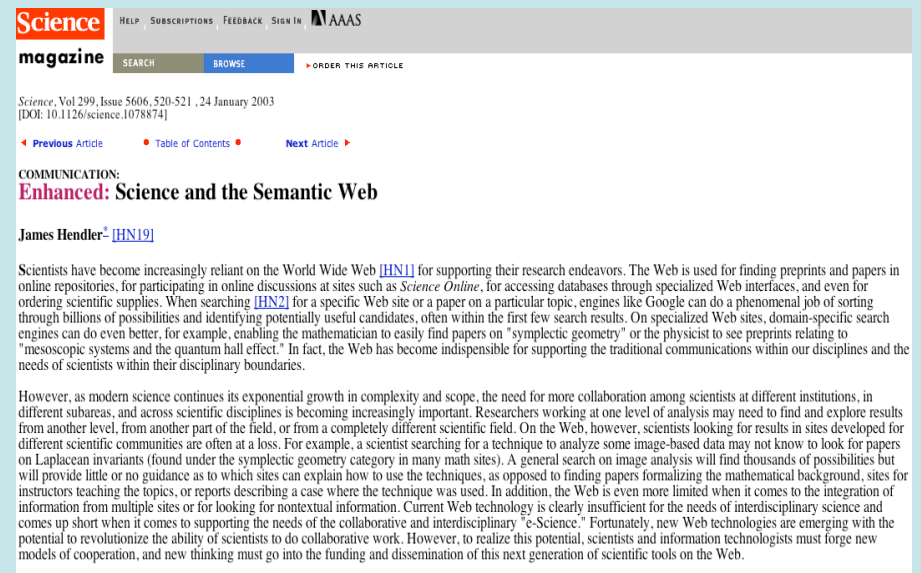 Science HELP SUBSCRIPTIONS FEEDBACK SIGN IN AAAS
magazine SEARCH BROWSE ORDER THIS ARTICLE
Science, Vol 299, Issue 5606, 520-521 , 24 January 2003
[DOI: 10.1126/science.1078874]
Previous Article Table of Contents Next Article
COMMUNICATION:
Enhanced: Science and the Semantic Web
James Hendler* [HN19]
Scientists have become increasingly reliant on the World Wide Web [HN1] for supporting their research endeavors. The Web is used for finding preprints and papers in
online repositories, for participating in online discussions at sites such as Science Online, for accessing databases through specialized Web interfaces, and even for
ordering scientific supplies. When searching [HN2] for a specific Web site or a paper on a particular topic, engines like Google can do a phenomenal job of sorting
through billions of possibilities and identifying potentially useful candidates, often within the first few search results. On specialized Web sites, domain-specific search
engines can do even better, for example, enabling the mathematician to easily find papers on "symplectic geometry" or the physicist to see preprints relating to
"mesoscopic systems and the quantum hall effect." In fact, the Web has become indispensible for supporting the traditional communications within our disciplines and the
needs of scientists within their disciplinary boundaries.
However, as modern science continues its exponential growth in complexity and scope, the need for more collaboration among scientists at different institutions, in
different subareas, and across scientific disciplines is becoming increasingly important. Researchers working at one level of analysis may need to find and explore results
from another level, from another part of the field, or from a completely different scientific field. On the Web, however, scientists looking for results in sites developed for
different scientific communities are often at a loss. For example, a scientist searching for a technique to analyze some image-based data may not know to look for papers
on Laplacean invariants (found under the symplectic geometry category in many math sites). A general search on image analysis will find thousands of possibilities but
will provide little or no guidance as to which sites can explain how to use the techniques, as opposed to finding papers formalizing the mathematical background, sites for
instructors teaching the topics, or reports describing a case where the technique was used. In addition, the Web is even more limited when it comes to the integration of
information from multiple sites or for looking for nontextual information. Current Web technology is clearly insufficient for the needs of interdisciplinary science and
comes up short when it comes to supporting the needs of the collaborative and interdisciplinary "e-Science." Fortunately, new Web technologies are emerging with the
potential to revolutionize the ability of scientists to do collaborative work. However, to realize this potential, scientists and information technologists must forge new
models of cooperation, and new thinking must go into the funding and dissemination of this next generation of scientific tools on the Web.